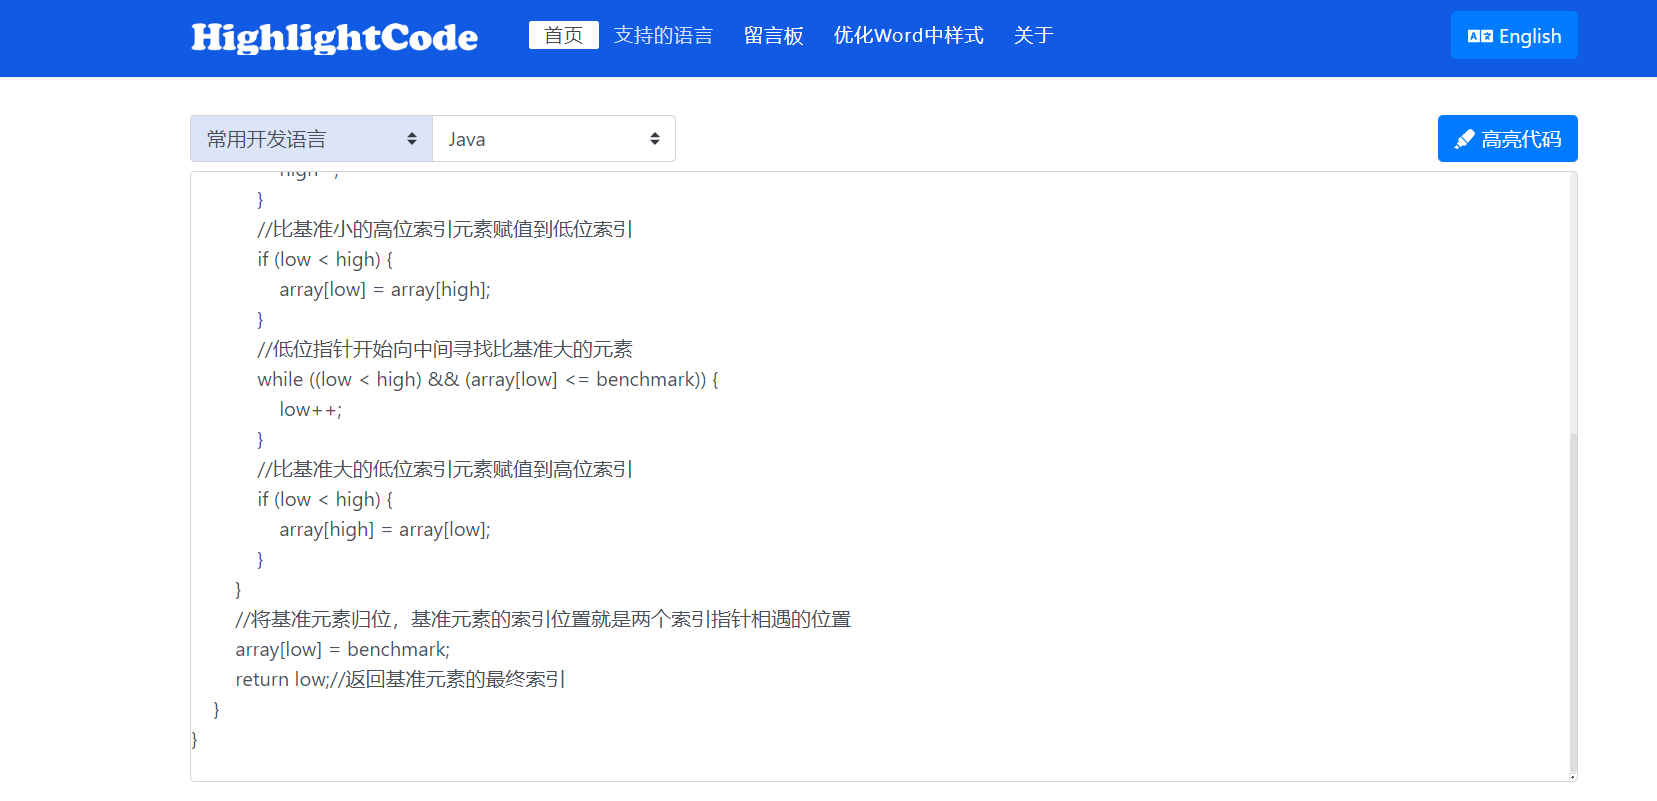 HighlightCode 首页 支持的语言 留言板 优化Word中样式 关于 English
常用开发语言 Java 高亮代码
}
//比基准小的高位索引元素赋值到低位索引
if (low < high) {
array[low] = array[high];
}
//低位指针开始向中间寻找比基准大的元素
while ((low < high) && (array[low] <= benchmark)) {
low++;
}
//比基准大的低位索引元素赋值到高位索引
if (low < high) {
array[high] = array[low];
}
}
//将基准元素归位，基准元素的索引位置就是两个索引指针相遇的位置
array[low] = benchmark;
return low;//返回基准元素的最终索引
}
}